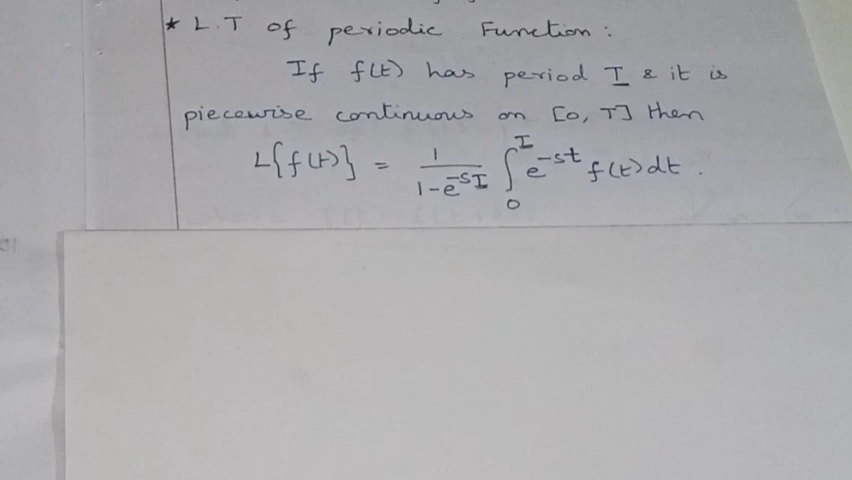 * L.T of periodic Function :
If f(t) has period T & it is
piecewise continuous on [0, T] then
L{f(t)} = 1/(1-e^-ST) ∫_0^T e^-st f(t) dt .